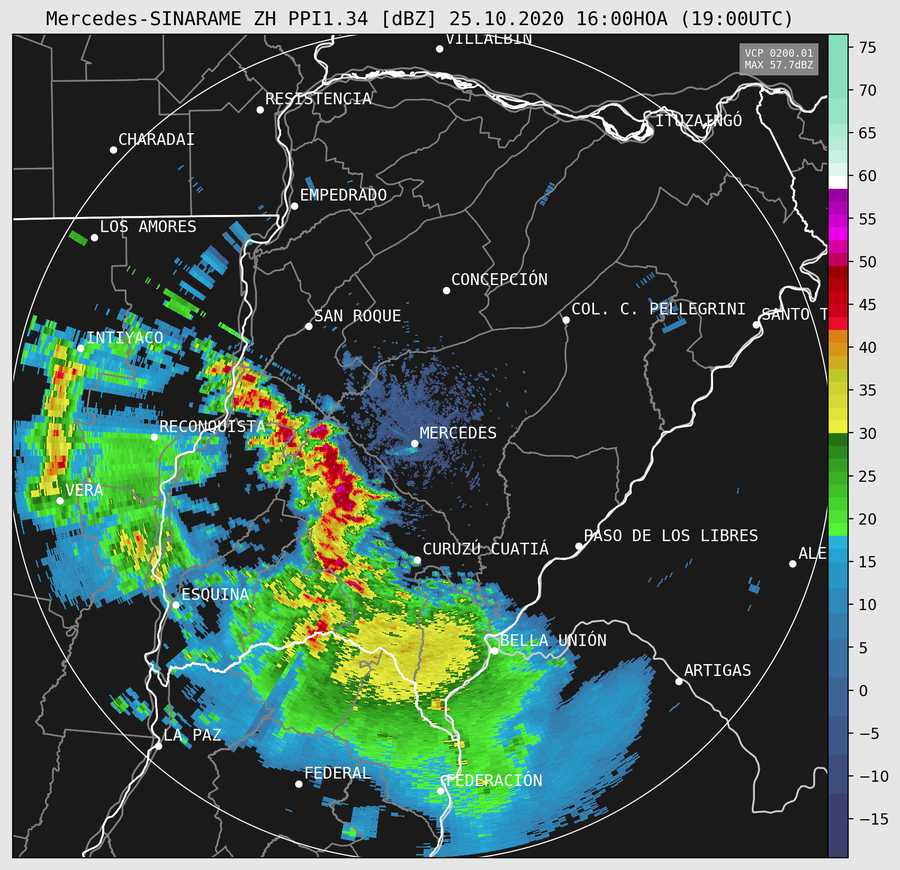 Mercedes-SINARAME ZH PPI1.34 [dBZ] 25.10.2020 16:00HOA (19:00UTC)
VILLALBIN
VCP 0200.01
MAX 57.7dBZ
75
70
65
60
55
50
45
40
35
30
25
20
15
10
5
0
−5
−10
−15
RESISTENCIA
ITUZAINGÓ
CHARADAI
EMPEDRADO
LOS AMORES
CONCEPCIÓN
SAN ROQUE
COL. C. PELLEGRINI
SANTO T
INTIYACO
RECONQUISTA
MERCEDES
VERA
CURUZÚ CUATIÁ
PASO DE LOS LIBRES
ALE
ESQUINA
BELLA UNIÓN
ARTIGAS
LA PAZ
FEDERAL
FEDERACIÓN